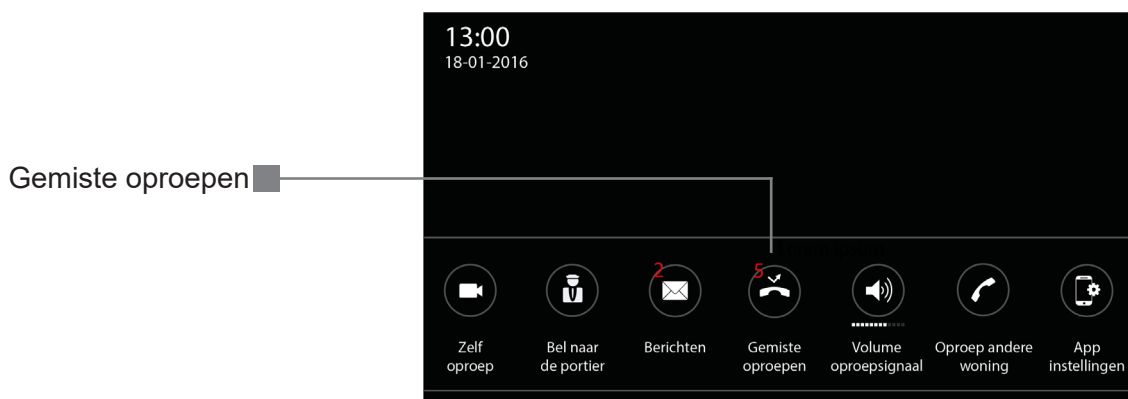 13:00
18-01-2016
Gemiste oproepen
2
5
Zelf
oproep
Bel naar
de portier
Berichten
Gemiste
oproepen
Volume
oproepsignaal
Oproep andere
woning
App
instellingen